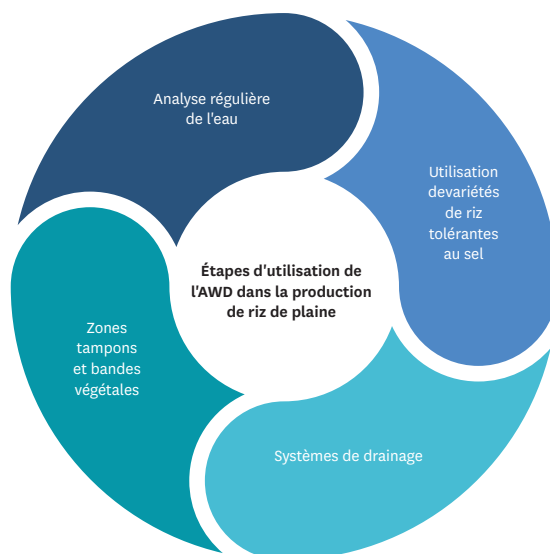 Analyse régulière
de l'eau
Utilisation
devariétés
de riz
tolérantes
au sel
Étapes d'utilisation de
l'AWD dans la production
de riz de plaine
Zones
tampons
et bandes
végétales
Systèmes de drainage